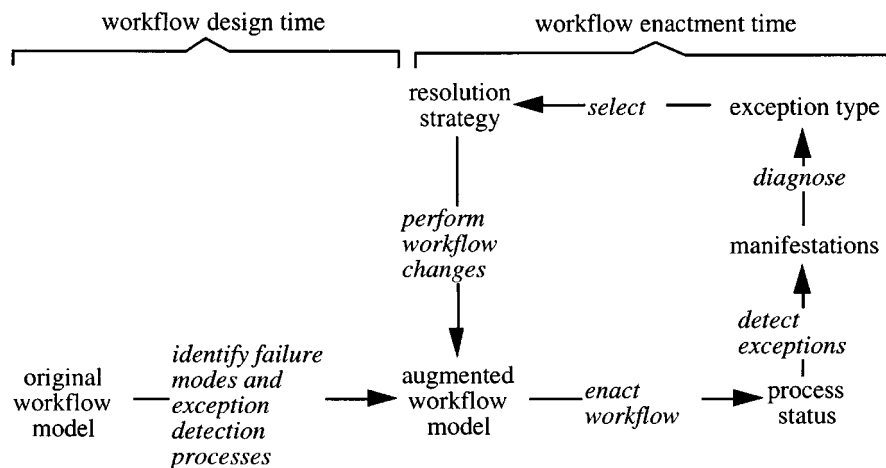 workflow design time
workflow enactment time
resolution
strategy
select
exception type
diagnose
perform
workflow
changes
manifestations
detect
exceptions
original
workflow
model
identify failure
modes and
exception
detection
processes
augmented
workflow
model
enact
workflow
process
status